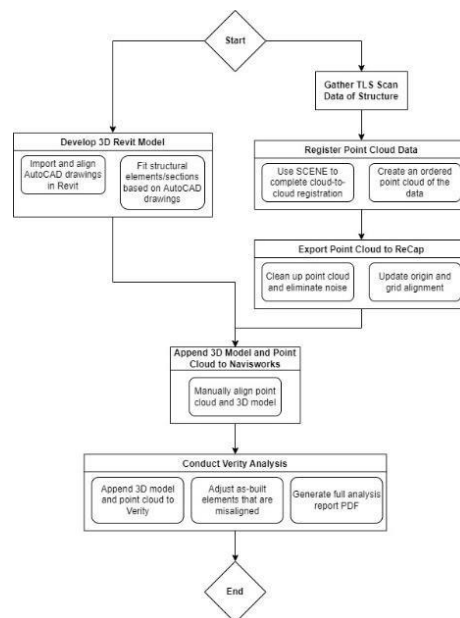 Start
Gather TLS Scan
Data of Structure
Develop 3D Revit Model
Import and align
AutoCAD drawings
in Revit
Fit structural
elements/sections
based on AutoCAD
drawings
Register Point Cloud Data
Use SCENE to
complete cloud-to-
cloud registration
Create an ordered
point cloud of the
data
Export Point Cloud to ReCap
Clean up point cloud
and eliminate noise
Update origin and
grid alignment
Append 3D Model and Point
Cloud to Navisworks
Manually align point
cloud and 3D model
Conduct Verity Analysis
Append 3D model
and point cloud to
Verity
Adjust as-built
elements that are
misaligned
Generate full analysis
report PDF
End